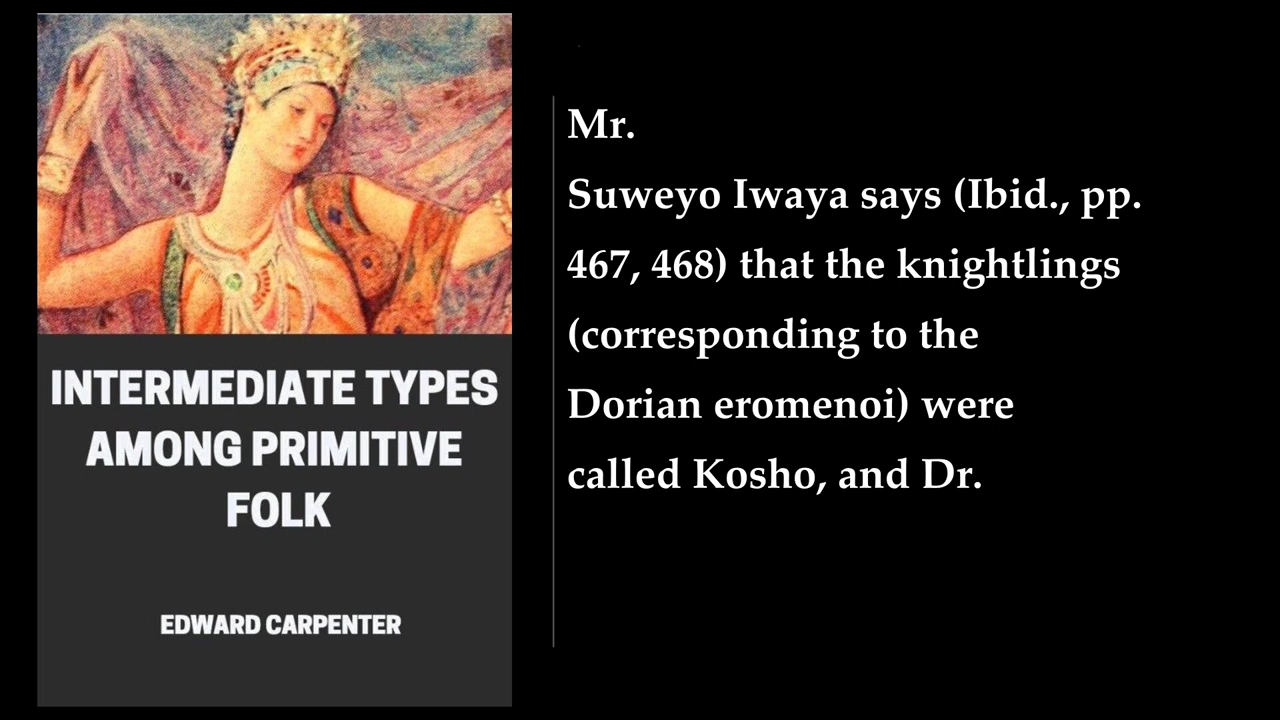 INTERMEDIATE TYPES
AMONG PRIMITIVE
FOLK
EDWARD CARPENTER
Mr.
Suweyo Iwaya says (Ibid., pp.
467, 468) that the knightlings
(corresponding to the
Dorian eromenoi) were
called Kosho, and Dr.